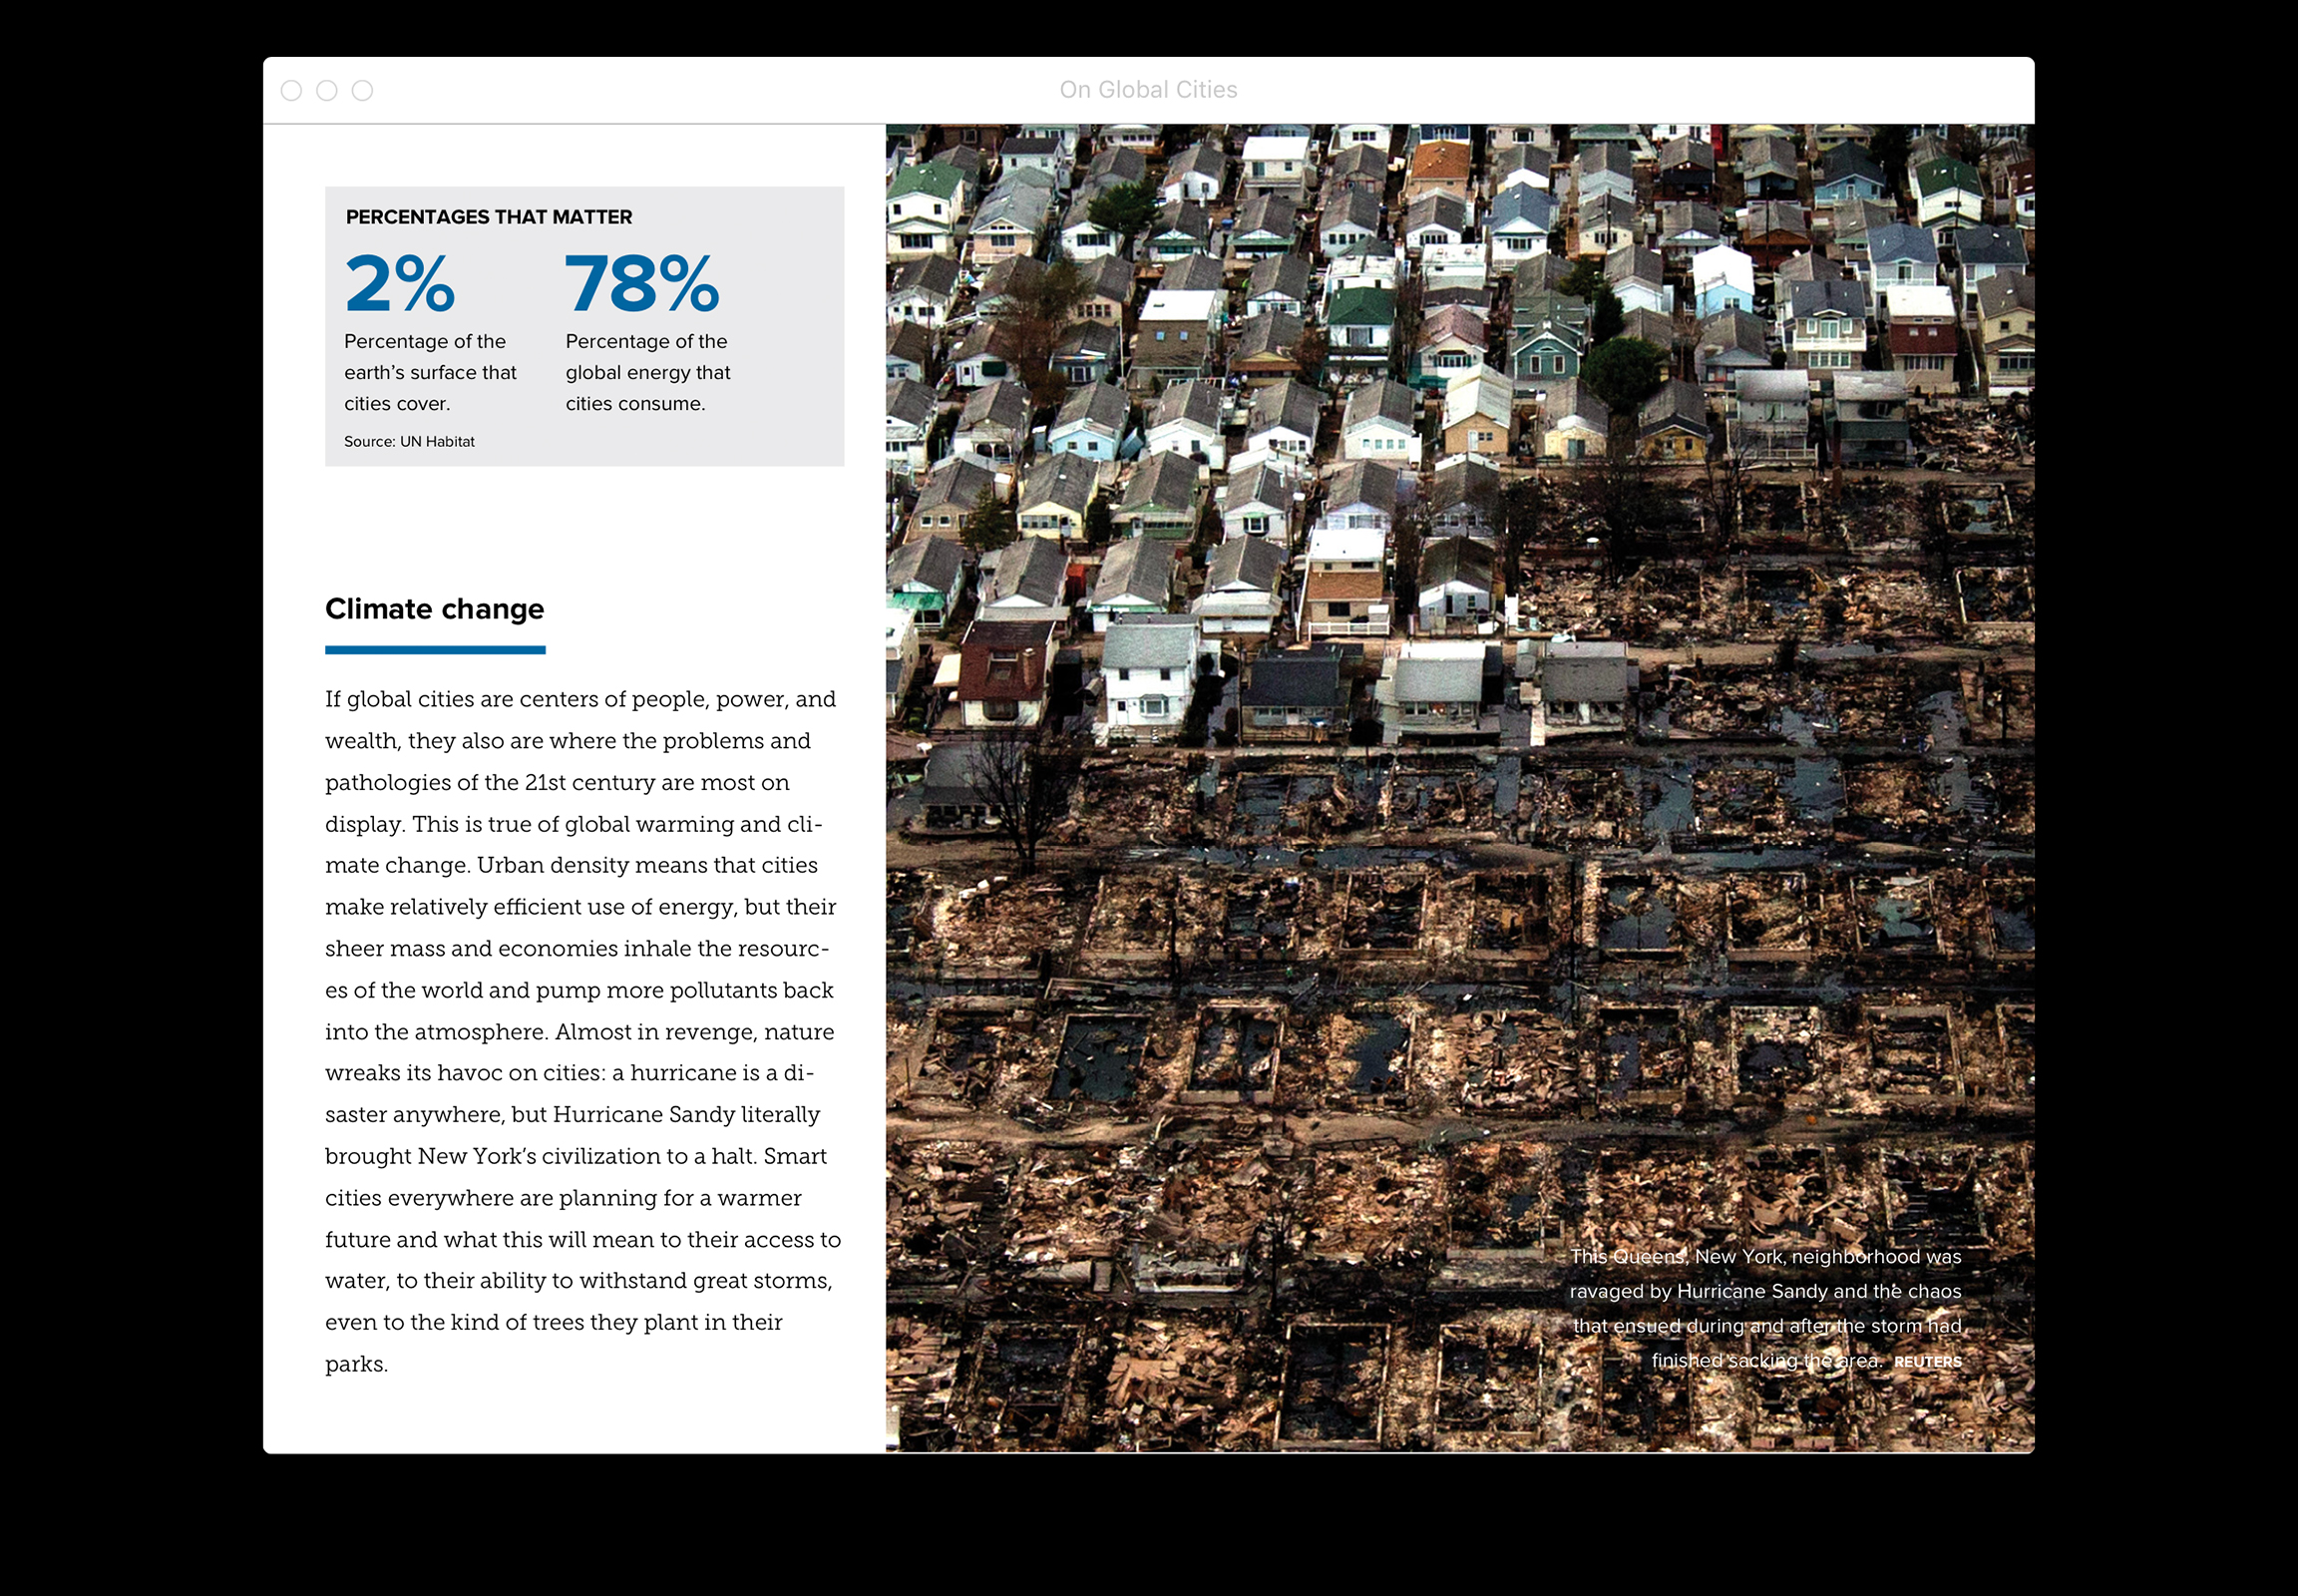 On Global Cities
PERCENTAGES THAT MATTER
2%
Percentage of the
earth’s surface that
cities cover.
78%
Percentage of the
global energy that
cities consume.
Source: UN Habitat
Climate change
If global cities are centers of people, power, and
wealth, they also are where the problems and
pathologies of the 21st century are most on
display. This is true of global warming and cli-
mate change. Urban density means that cities
make relatively efficient use of energy, but their
sheer mass and economies inhale the resourc-
es of the world and pump more pollutants back
into the atmosphere. Almost in revenge, nature
wreaks its havoc on cities: a hurricane is a di-
saster anywhere, but Hurricane Sandy literally
brought New York’s civilization to a halt. Smart
cities everywhere are planning for a warmer
future and what this will mean to their access to
water, to their ability to withstand great storms,
even to the kind of trees they plant in their
parks.
This Queens, New York, neighborhood was
ravaged by Hurricane Sandy and the chaos
that ensued during and after the storm had
finished sacking the area. REUTERS